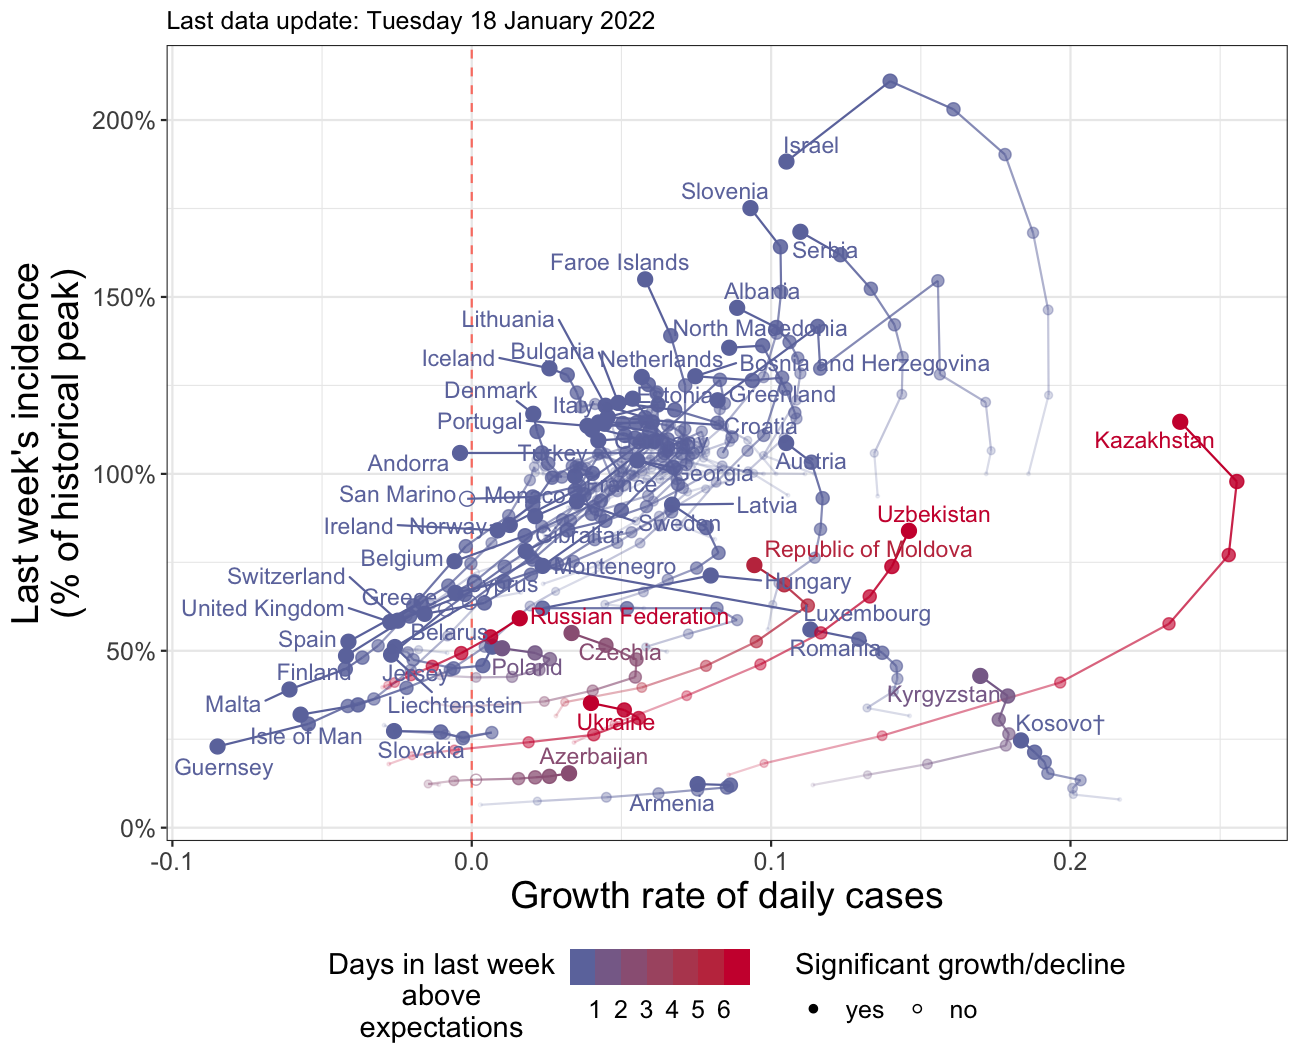 Last data update: Tuesday 18 January 2022
Last week's incidence
(% of historical peak)
200%
150%
100%
50%
0%
Israel
Slovenia
Serbia
Faroe Islands
Albania
Lithuania
North Macedonia
Iceland
Bulgaria
Netherlands
Bosnia and Herzegovina
Denmark
Estonia
Greenland
Italy
Portugal
Croatia
Kazakhstan
Turkey
Andorra
Austria
Georgia
France
San Marino
Monaco
Latvia
Uzbekistan
Ireland
Norway
Sweden
Gibraltar
Republic of Moldova
Belgium
Montenegro
Switzerland
Hungary
Greece
Cyprus
United Kingdom
Russian Federation
Luxembourg
Spain
Belarus
Romania
Czechia
Finland
Jersey
Poland
Kyrgyzstan
Malta
Liechtenstein
Ukraine
Kosovo†
Isle of Man
Slovakia
Azerbaijan
Guernsey
Armenia
-0.1
0.0
0.1
0.2
Growth rate of daily cases
Days in last week
above
expectations
1 2 3 4 5 6
Significant growth/decline
yes
no